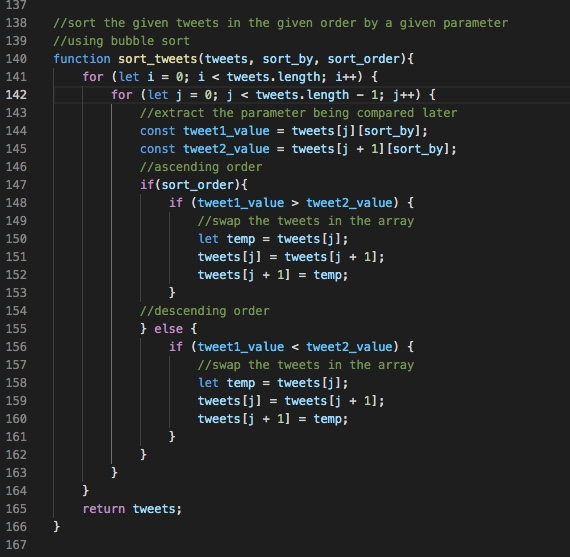 137
138 //sort the given tweets in the given order by a given parameter
139 //using bubble sort
140 function sort_tweets(tweets, sort_by, sort_order){
141     for (let i = 0; i < tweets.length; i++) {
142         for (let j = 0; j < tweets.length - 1; j++) {
143             //extract the parameter being compared later
144             const tweet1_value = tweets[j][sort_by];
145             const tweet2_value = tweets[j + 1][sort_by];
146             //ascending order
147             if(sort_order){
148                 if (tweet1_value > tweet2_value) {
149                     //swap the tweets in the array
150                     let temp = tweets[j];
151                     tweets[j] = tweets[j + 1];
152                     tweets[j + 1] = temp;
153                 }
154             //descending order
155             } else {
156                 if (tweet1_value < tweet2_value) {
157                     //swap the tweets in the array
158                     let temp = tweets[j];
159                     tweets[j] = tweets[j + 1];
160                     tweets[j + 1] = temp;
161                 }
162             }
163         }
164     }
165     return tweets;
166 }
167